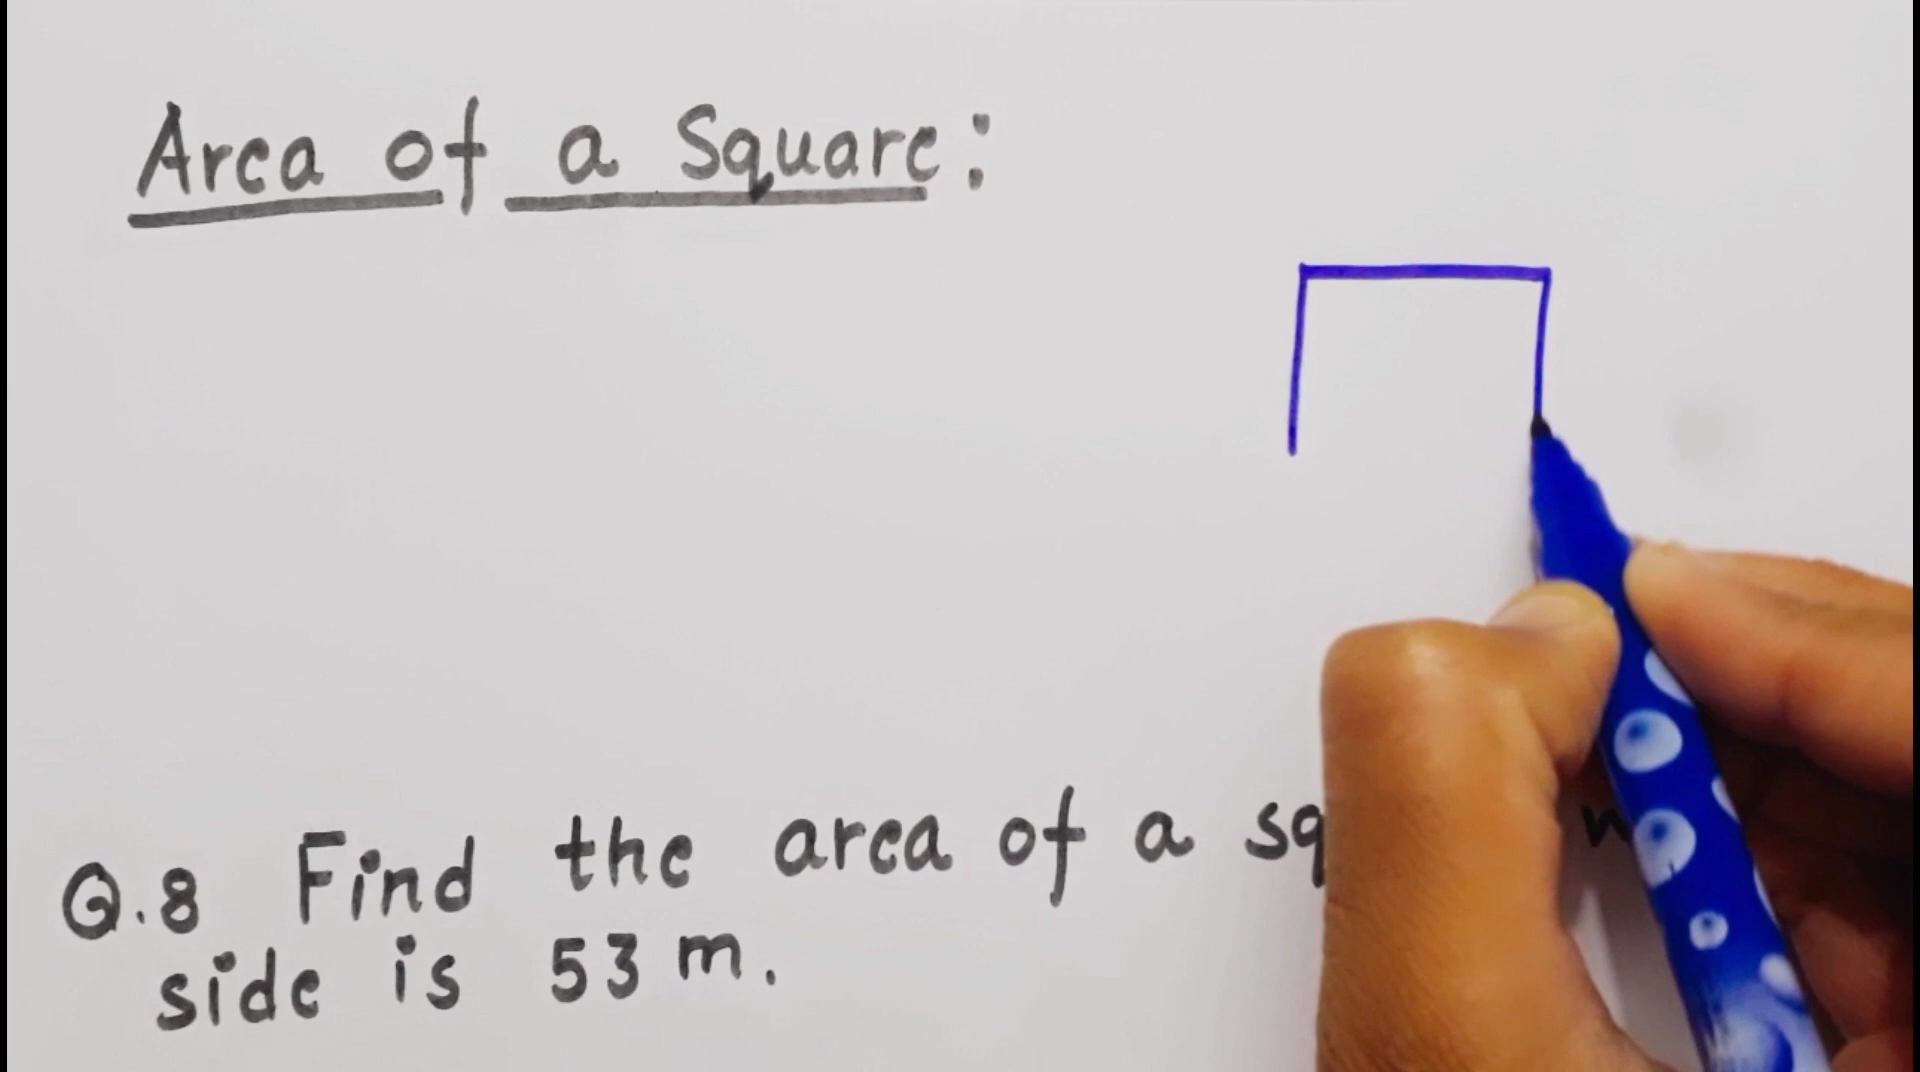 Area of a Square:
Q.8 Find the area of a sq
side is 53 m.